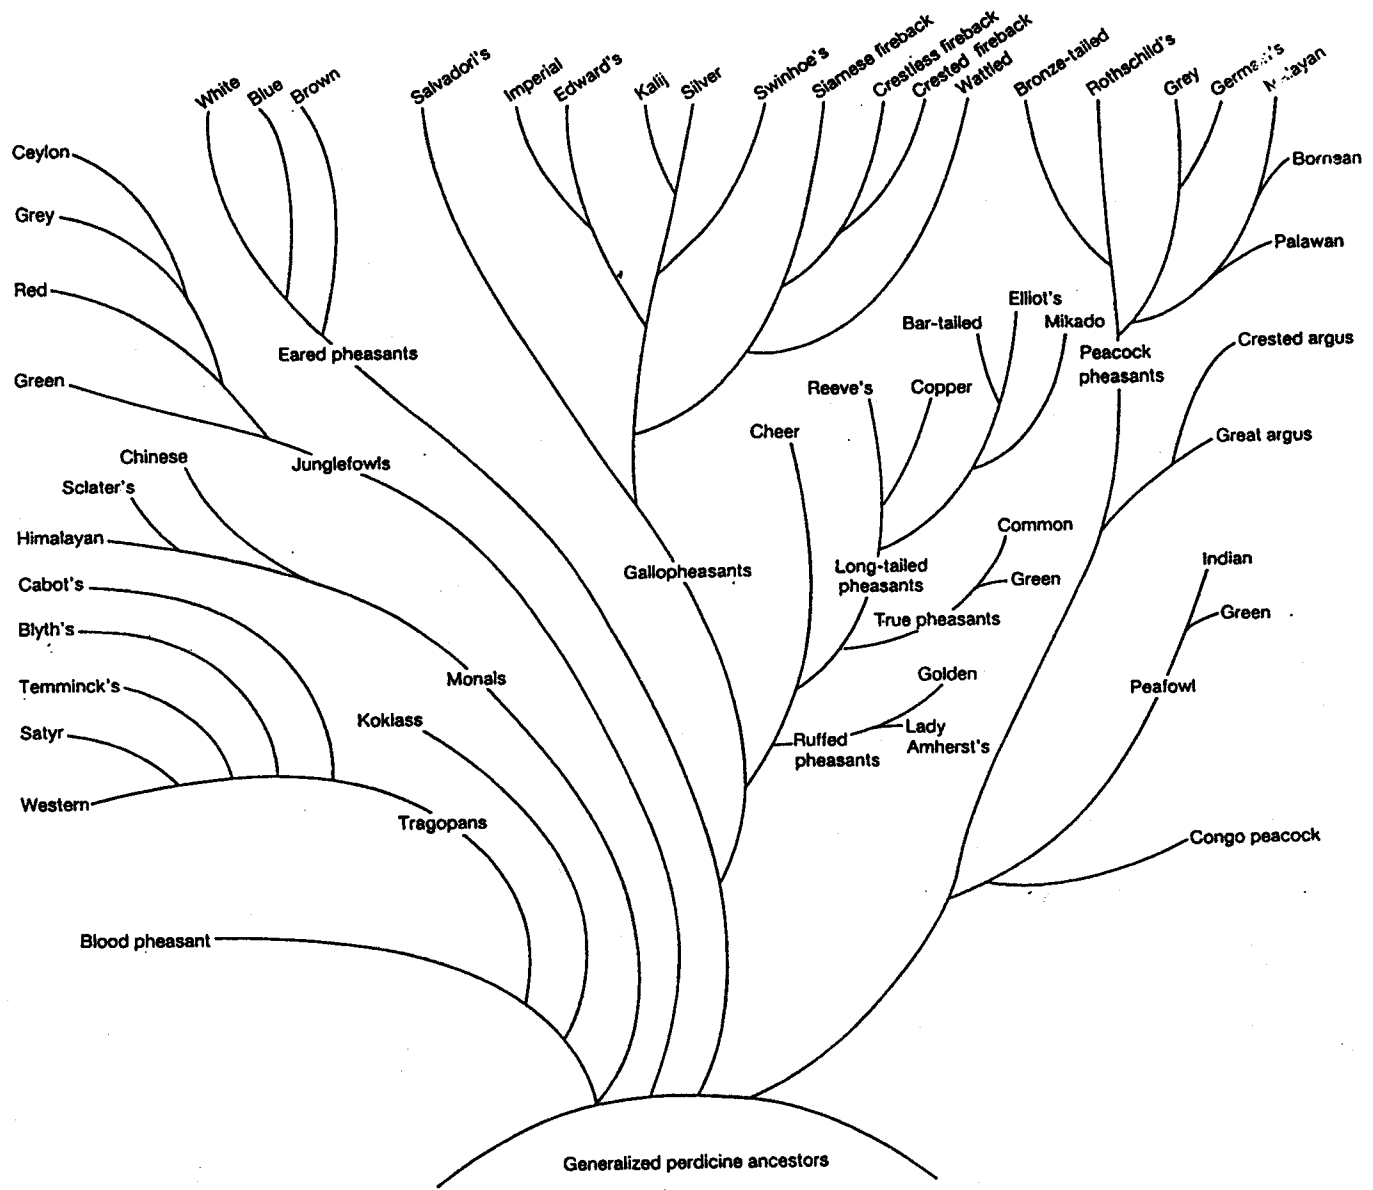 White
Blue
Brown
Salvadori's
Imperial
Edward's
Kalij
Silver
Swinhoe's
Siamese fireback
Crestless fireback
Crested fireback
Wattled
Bronze-tailed
Rothschild's
Grey
Ceylon
Bornean
Grey
Palawan
Red
Elliot's
Bar-tailed
Mikado
Crested argus
Eared pheasants
Peacock
pheasants
Green
Reeve's
Copper
Cheer
Great argus
Chinese
Junglefowls
Sclater's
Common
Himalayan
Indian
Gallopheasants
Long-tailed
pheasants
Green
Cabot's
True pheasants
Green
Blyth's
Monals
Golden
Peafowl
Temminck's
Koklass
Satyr
Ruffed
pheasants
Lady
Amherst's
Western
Tragopans
Congo peacock
Blood pheasant
Generalized perdicine ancestors